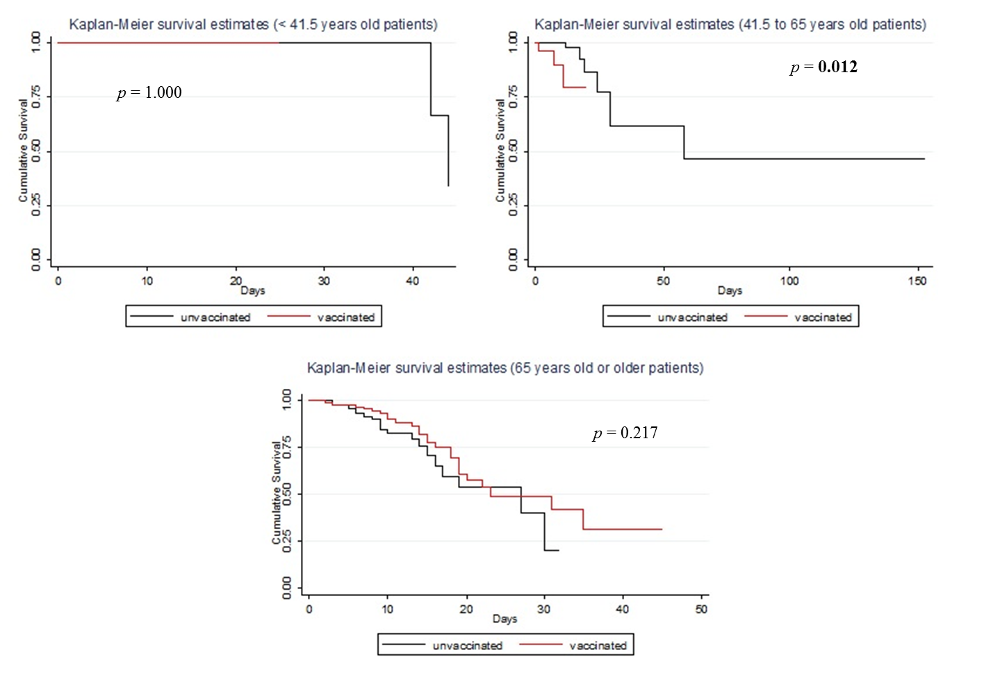 Kaplan-Meier survival estimates (< 41.5 years old patients)
p = 1.000
Cumulative Survival
1.00
0.75
0.50
0.25
0.00
0 10 20 30 40
Days
unvaccinated vaccinated
Kaplan-Meier survival estimates (41.5 to 65 years old patients)
p = 0.012
Cumulative Survival
1.00
0.75
0.50
0.25
0.00
0 50 100 150
Days
unvaccinated vaccinated
Kaplan-Meier survival estimates (65 years old or older patients)
p = 0.217
Cumulative Survival
1.00
0.75
0.50
0.25
0.00
0 10 20 30 40 50
Days
unvaccinated vaccinated